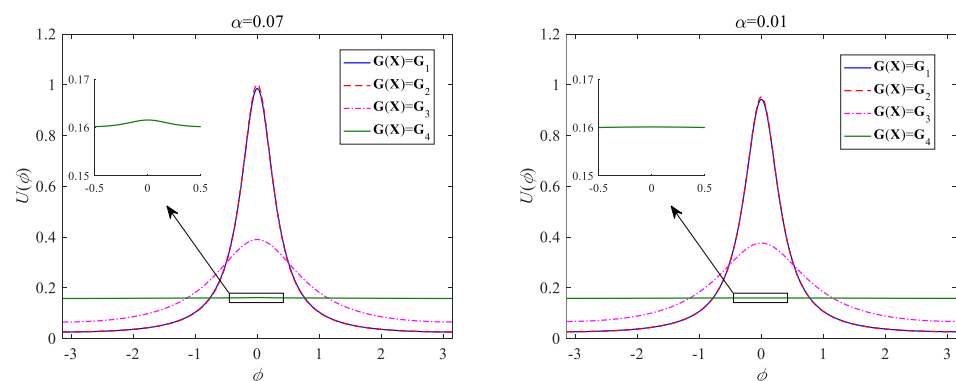 α=0.07
1.2
1
0.8
0.6
0.4
0.2
0
U(ϕ)
-3 -2 -1 0 1 2 3
ϕ
G(X)=G1
G(X)=G2
G(X)=G3
G(X)=G4
0.17
0.16
0.15
-0.5 0 0.5
α=0.01
1.2
1
0.8
0.6
0.4
0.2
0
U(ϕ)
-3 -2 -1 0 1 2 3
ϕ
G(X)=G1
G(X)=G2
G(X)=G3
G(X)=G4
0.17
0.16
0.15
-0.5 0 0.5